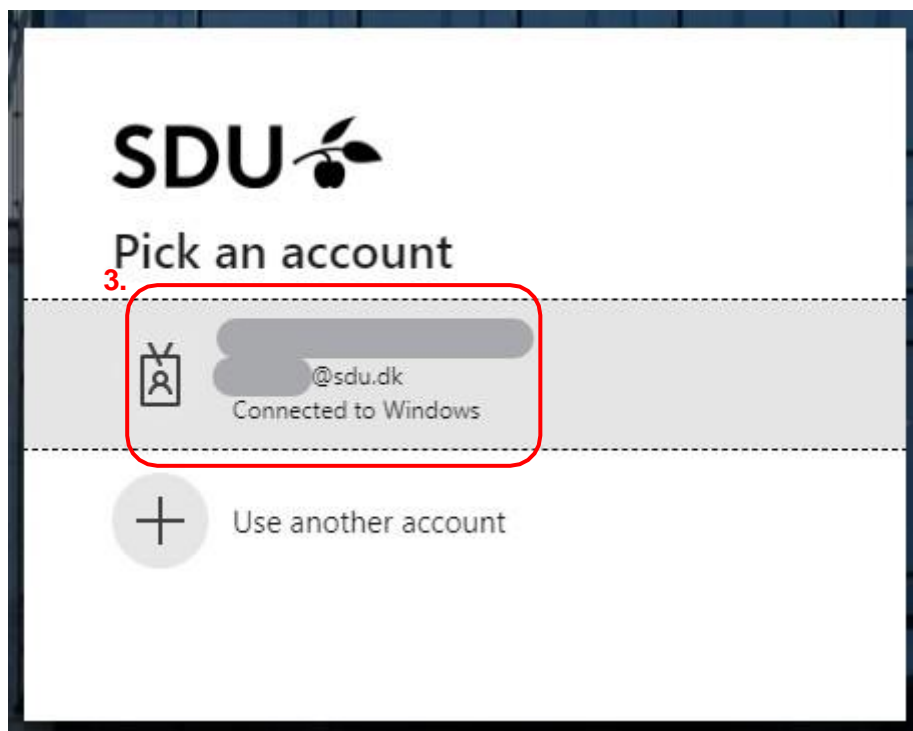 SDU
Pick an account
3.
@sdu.dk
Connected to Windows
Use another account